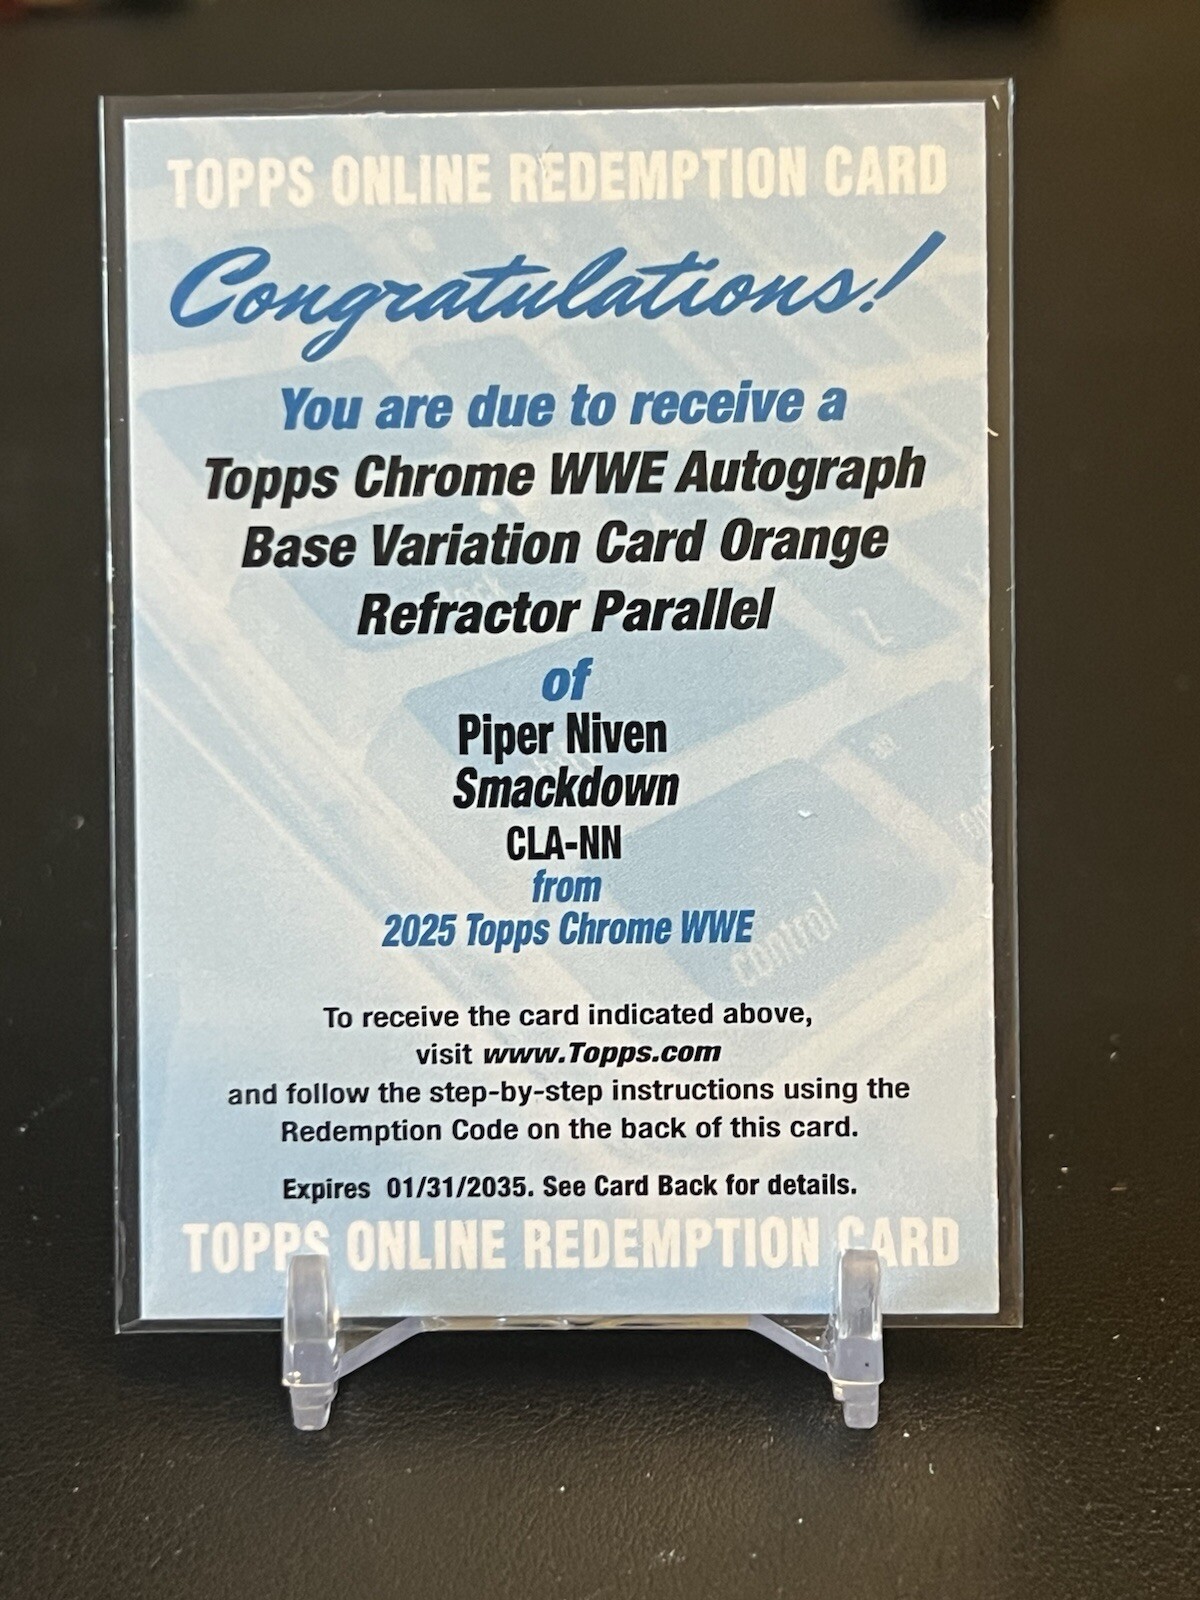 TOPPS ONLINE REDEMPTION CARD
Congratulations!
You are due to receive a
Topps Chrome WWE Autograph
Base Variation Card Orange
Refractor Parallel
of
Piper Niven
Smackdown
CLA-NN
from
2025 Topps Chrome WWE
control
To receive the card indicated above,
visit www.Topps.com
and follow the step-by-step instructions using the
Redemption Code on the back of this card.
Expires 01/31/2035. See Card Back for details.
TOPPS ONLINE REDEMPTION CARD